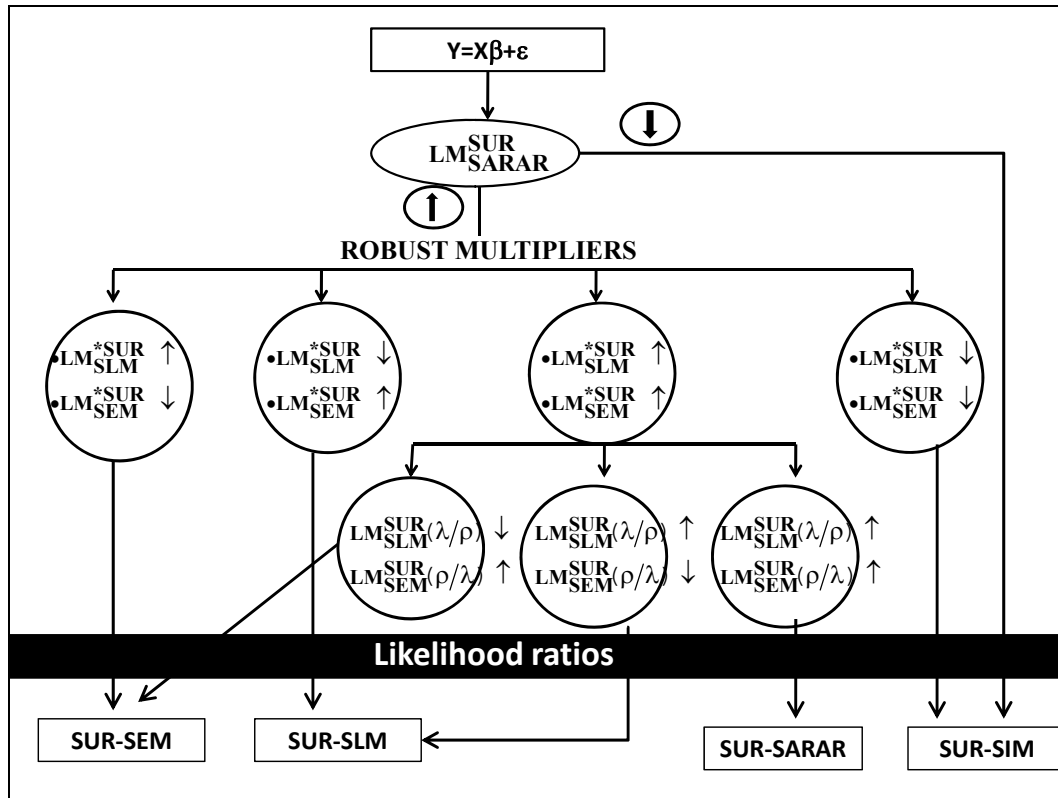 Y=Xβ+ε
LM SUR SARAR
ROBUST MULTIPLIERS
•LM *SUR SLM ↑
•LM *SUR SEM ↓
•LM *SUR SLM ↓
•LM *SUR SEM ↑
•LM *SUR SLM ↑
•LM *SUR SEM ↑
•LM *SUR SLM ↓
•LM *SUR SEM ↓
LM SUR SLM (λ/ρ) ↓
LM SUR SEM (ρ/λ) ↑
LM SUR SLM (λ/ρ) ↑
LM SUR SEM (ρ/λ) ↓
LM SUR SLM (λ/ρ) ↑
LM SUR SEM (ρ/λ) ↑
Likelihood ratios
SUR-SEM
SUR-SLM
SUR-SARAR
SUR-SIM